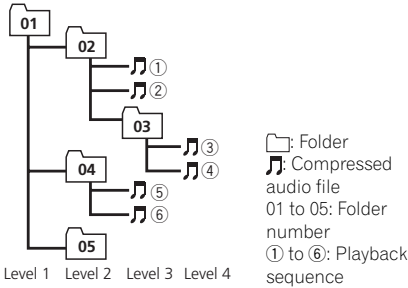 01
02
①
②
03
③
④
04
⑤
⑥
05
Level 1 Level 2 Level 3 Level 4
: Folder
: Compressed
audio file
01 to 05: Folder
number
① to ⑥: Playback
sequence